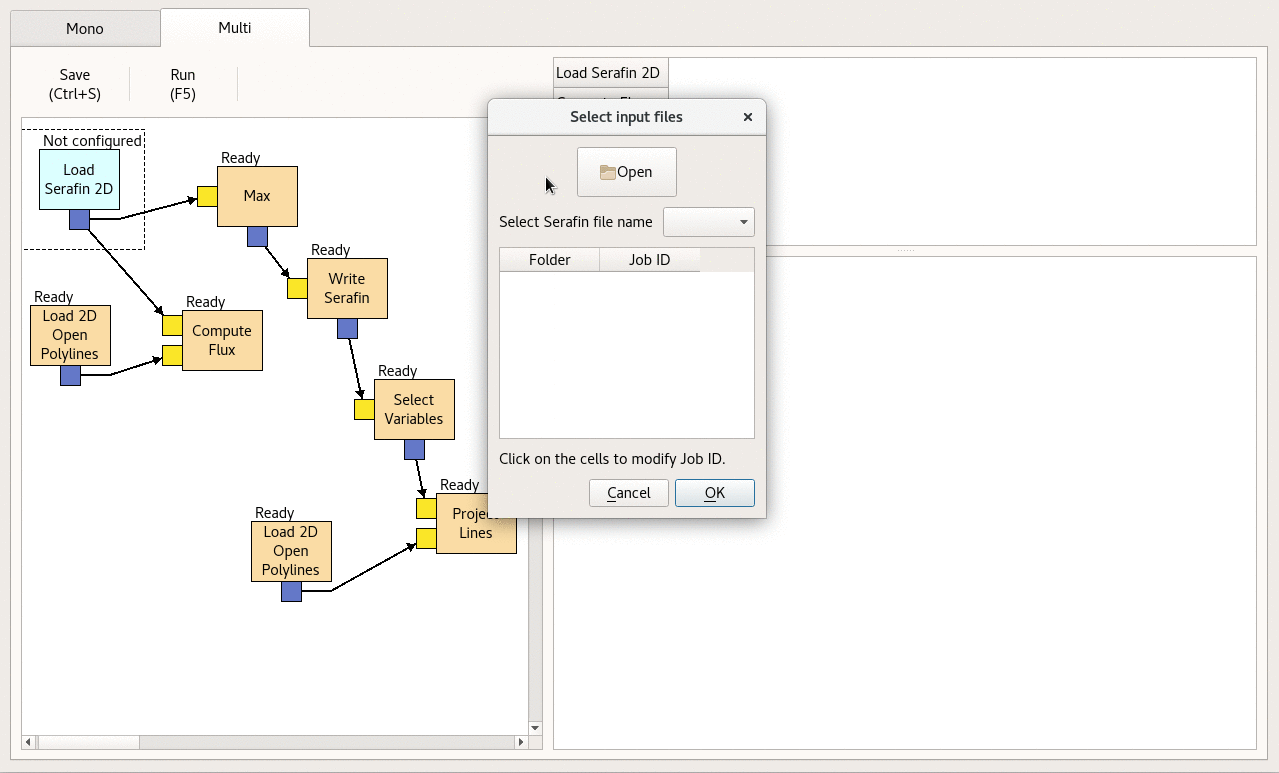 Mono
Multi
Save
(Ctrl+S)
Run
(F5)
Load Serafin 2D
Not configured
Load
Serafin 2D
Ready
Max
Ready
Write
Serafin
Ready
Load 2D
Open
Polylines
Ready
Compute
Flux
Ready
Select
Variables
Ready
Project
Lines
Ready
Load 2D
Open
Polylines
Select input files
Open
Select Serafin file name
Folder
Job ID
Click on the cells to modify Job ID.
Cancel
OK